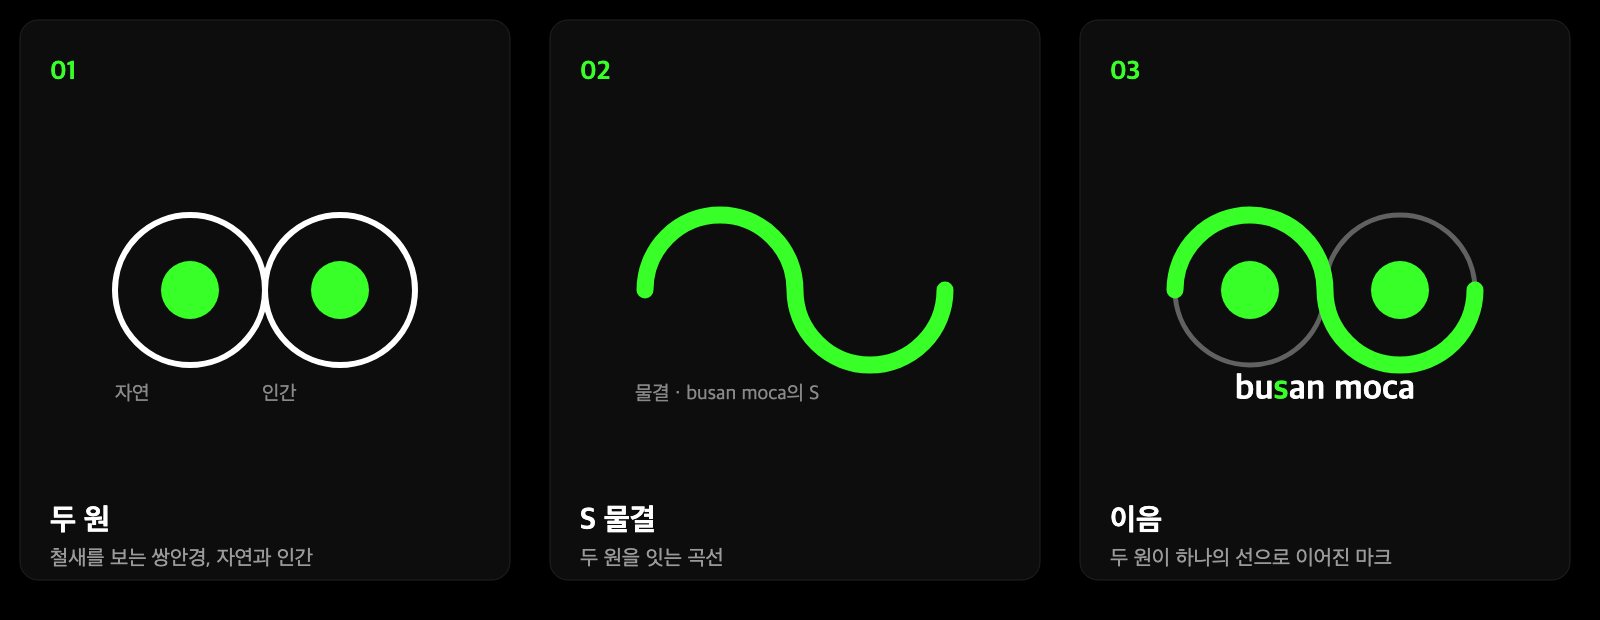 01
자연
인간
두 원
철새를 보는 쌍안경, 자연과 인간
02
물결 · busan moca의 S
S 물결
두 원을 잇는 곡선
03
busan moca
이음
두 원이 하나의 선으로 이어진 마크